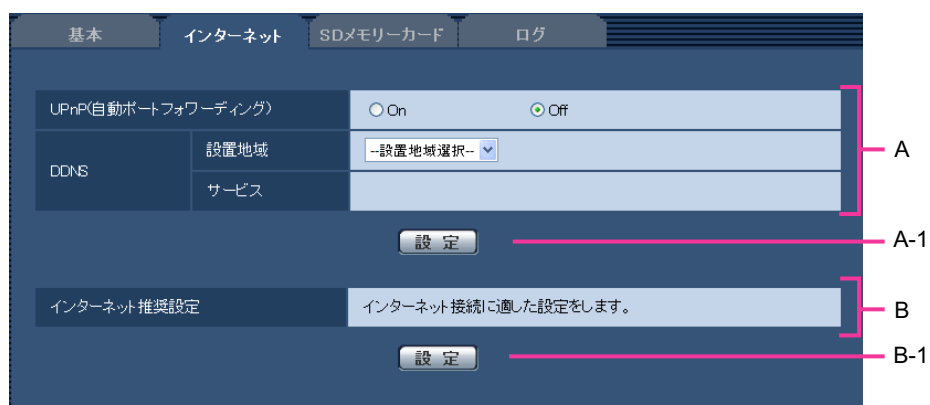 基本 インターネット SDメモリーカード ログ
UPnP(自動ポートフォワーディング) On Off
A
DDNS 設置地域 --設置地域選択--
サービス
設 定 A-1
インターネット推奨設定 インターネット接続に適した設定をします。 B
設 定 B-1